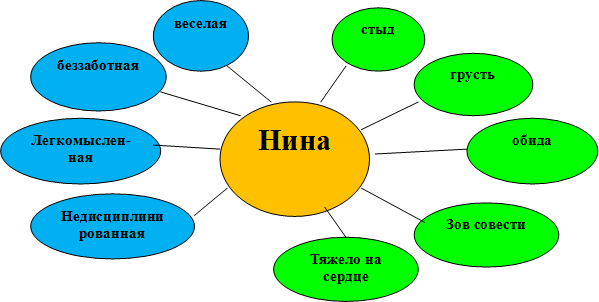 веселая
стыд
беззаботная
грусть
Нина
Легкомыслен-
ная
обида
Недисциплини
рованная
Зов совести
Тяжело на
сердце